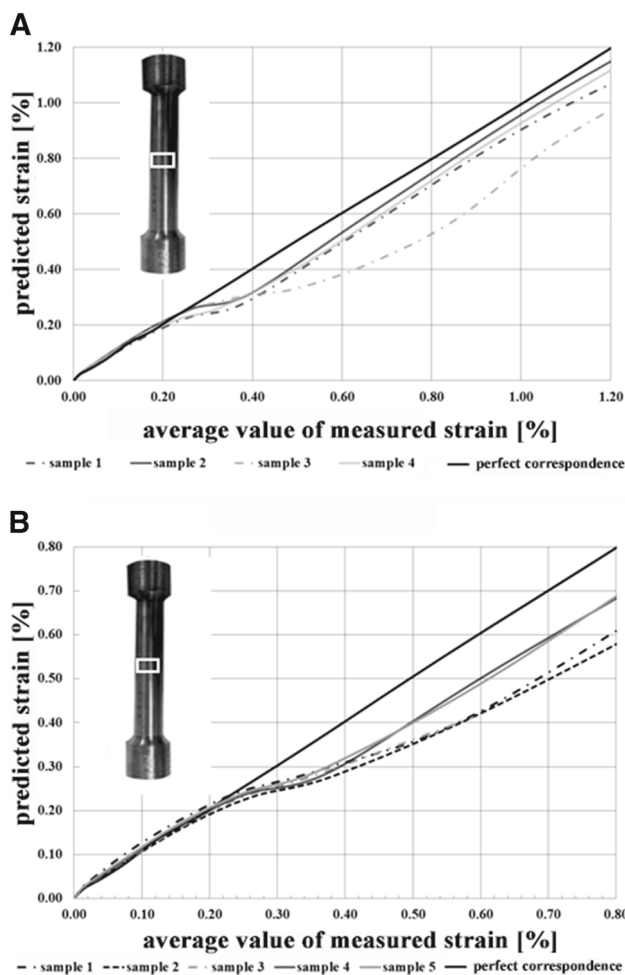 A
1.20
1.00
0.80
0.60
0.40
0.20
0.00
predicted strain [%]
0.00 0.20 0.40 0.60 0.80 1.00 1.20
average value of measured strain [%]
sample 1 sample 2 sample 3 sample 4 perfect correspondence
B
0.80
0.70
0.60
0.50
0.40
0.30
0.20
0.10
0.00
predicted strain [%]
0.00 0.10 0.20 0.30 0.40 0.50 0.60 0.70 0.80
average value of measured strain [%]
sample 1 sample 2 sample 3 sample 4 sample 5 perfect correspondence